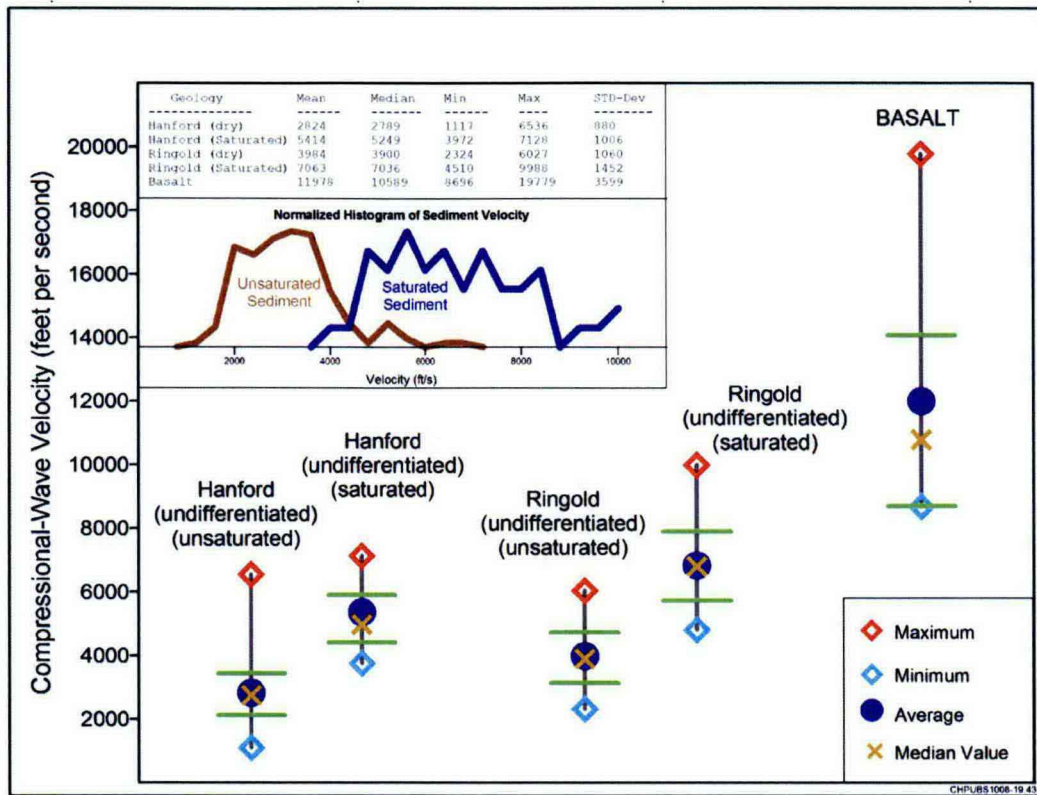 Geology Mean Median Min Max STD-Dev
Hanford (dry) 2824 2789 1117 6536 880
Hanford (Saturated) 5414 5249 3972 7128 1006
Ringold (dry) 3984 3900 2324 6027 1060
Ringold (Saturated) 7063 7036 4510 9988 1452
Basalt 11978 10589 8696 19779 3599
Normalized Histogram of Sediment Velocity
Unsaturated
Sediment
Saturated
Sediment
2000 4000 6000 8000 10000
Velocity (ft/s)
Compressional-Wave Velocity (feet per second)
20000
18000
16000
14000
12000
10000
8000
6000
4000
2000
Hanford
(undifferentiated)
(unsaturated)
Hanford
(undifferentiated)
(saturated)
Ringold
(undifferentiated)
(unsaturated)
Ringold
(undifferentiated)
(saturated)
BASALT
Maximum
Minimum
Average
Median Value
CHPUBS1008-19.43